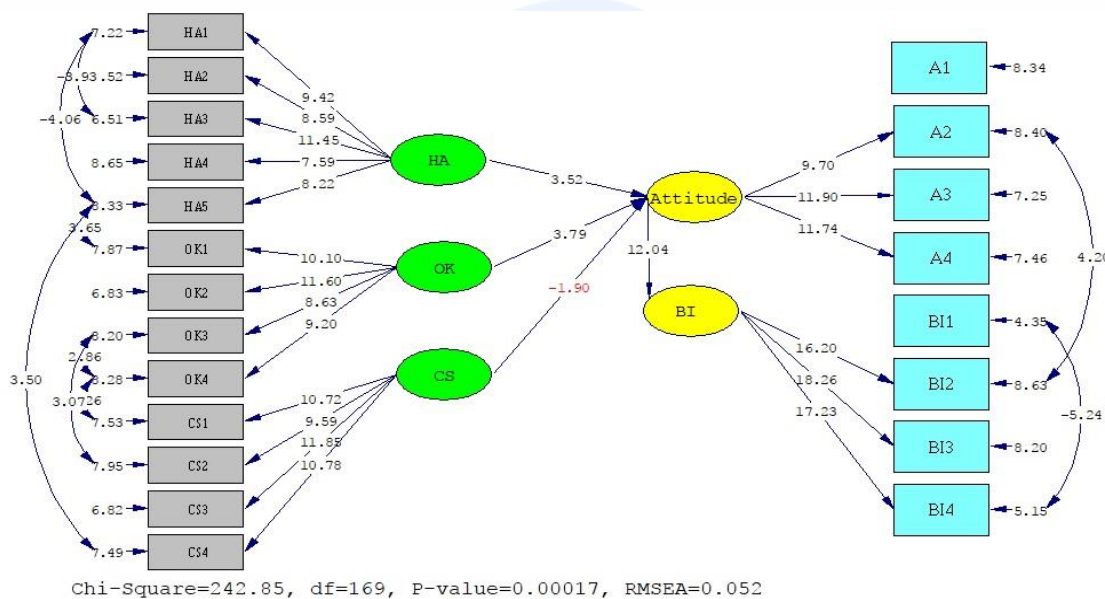 7.22 HA1
-3.93.52 HA2
-4.06 6.51 HA3
8.65 HA4
8.33 HA5
3.65
7.87 OK1
6.83 OK2
8.20 OK3
2.86
3.50 8.28 OK4
3.0726
7.53 CS1
7.95 CS2
6.82 CS3
7.49 CS4
9.42
8.59
11.45
7.59
8.22
HA
10.10
11.60
8.63
9.20
OK
10.72
9.59
11.85
10.78
CS
3.52
3.79
-1.90
Attitude
12.04
BI
9.70
11.90
11.74
16.20
18.26
17.23
A1 8.34
A2 8.40
A3 7.25
A4 7.46
4.20
BI1 4.35
BI2 8.63
-5.24
BI3 8.20
BI4 5.15
Chi-Square=242.85, df=169, P-value=0.00017, RMSEA=0.052